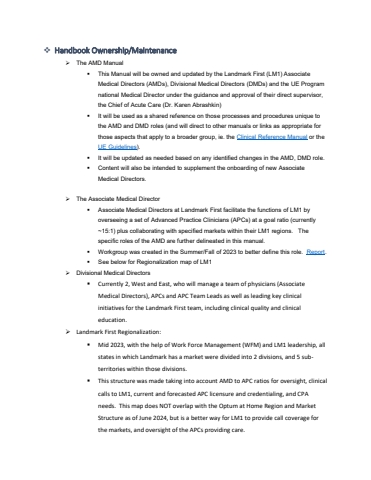 ❖ Handbook Ownership/Maintenance
➢ The AMD Manual
▪ This Manual will be owned and updated by the Landmark First (LM1) Associate
Medical Directors (AMDs), Divisional Medical Directors (DMDs) and the UE Program
national Medical Director under the guidance and approval of their direct supervisor,
the Chief of Acute Care (Dr. Karen Abrashkin)
▪ It will be used as a shared reference on those processes and procedures unique to
the AMD and DMD roles (and will direct to other manuals or links as appropriate for
those aspects that apply to a broader group, ie. the Clinical Reference Manual or the
UE Guidelines).
▪ It will be updated as needed based on any identified changes in the AMD, DMD role.
▪ Content will also be intended to supplement the onboarding of new Associate
Medical Directors.
➢ The Associate Medical Director
▪ Associate Medical Directors at Landmark First facilitate the functions of LM1 by
overseeing a set of Advanced Practice Clinicians (APCs) at a goal ratio (currently
~15:1) plus collaborating with specified markets within their LM1 regions. The
specific roles of the AMD are further delineated in this manual.
▪ Workgroup was created in the Summer/Fall of 2023 to better define this role. Report.
▪ See below for Regionalization map of LM1
➢ Divisional Medical Directors
▪ Currently 2, West and East, who will manage a team of physicians (Associate
Medical Directors), APCs and APC Team Leads as well as leading key clinical
initiatives for the Landmark First team, including clinical quality and clinical
education.
➢ Landmark First Regionalization:
▪ Mid 2023, with the help of Work Force Management (WFM) and LM1 leadership, all
states in which Landmark has a market were divided into 2 divisions, and 5 sub-
territories within those divisions.
▪ This structure was made taking into account AMD to APC ratios for oversight, clinical
calls to LM1, current and forecasted APC licensure and credentialing, and CPA
needs. This map does NOT overlap with the Optum at Home Region and Market
Structure as of June 2024, but is a better way for LM1 to provide call coverage for
the markets, and oversight of the APCs providing care.